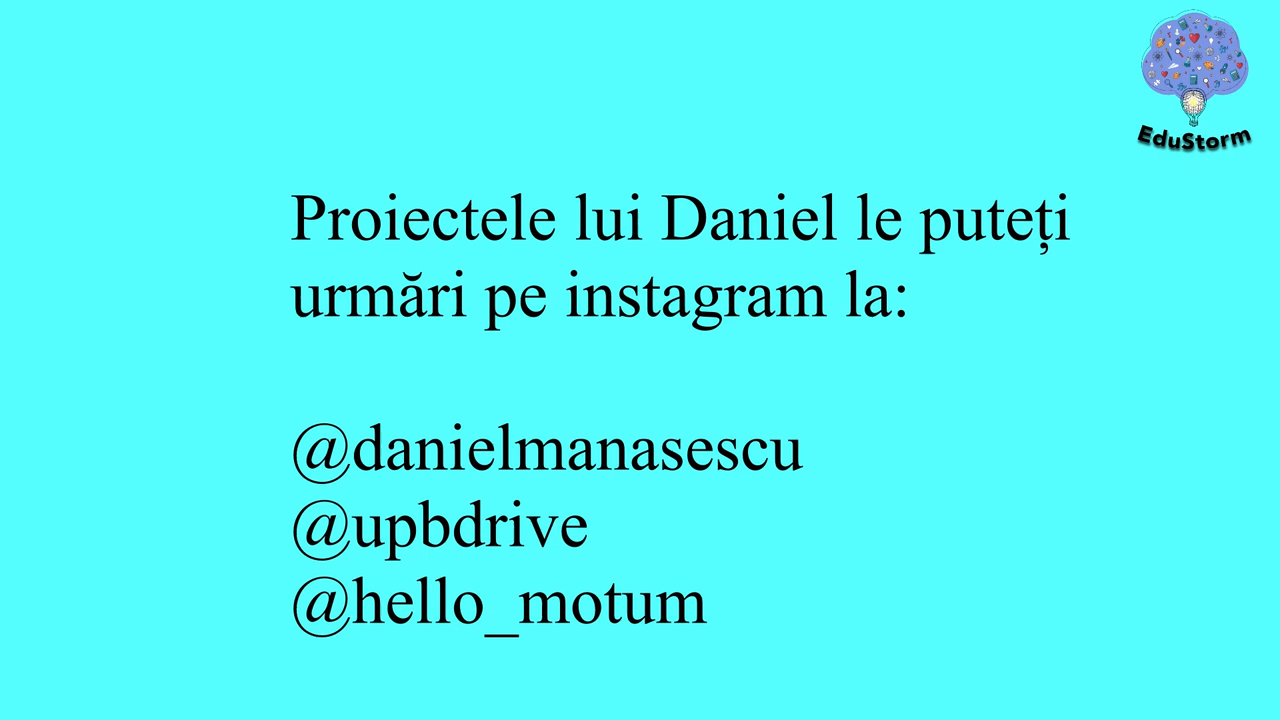 EduStorm
Proiectele lui Daniel le puteți
urmări pe instagram la:
@danielmanasescu
@upbdrive
@hello_motum